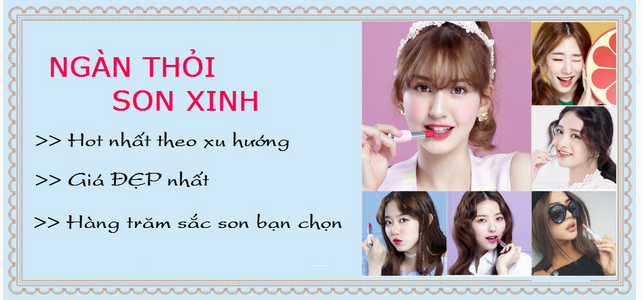 NGÀN THỎI
SON XINH
>> Hot nhất theo xu hướng
>> Giá ĐẸP nhất
>> Hàng trăm sắc son bạn chọn